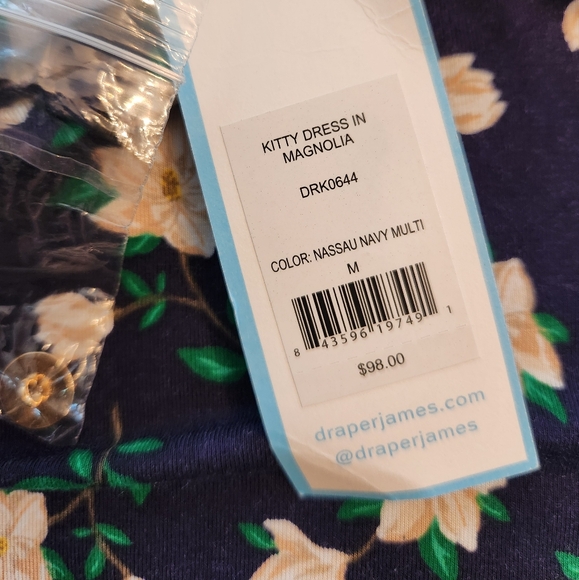 KITTY DRESS IN
MAGNOLIA
DRK0644
COLOR: NASSAU NAVY MULTI
M
8 43596 19749 1
$98.00
draperjames.com
@draperjames